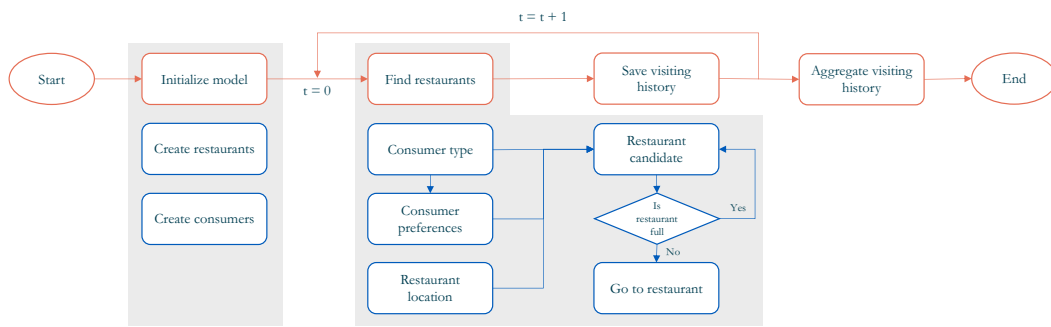 t = t + 1
Start
Initialize model
t = 0
Find restaurants
Save visiting
history
Aggregate visiting
history
End
Create restaurants
Create consumers
Consumer type
Consumer
preferences
Restaurant
location
Restaurant
candidate
Is
restaurant
full
Yes
No
Go to restaurant